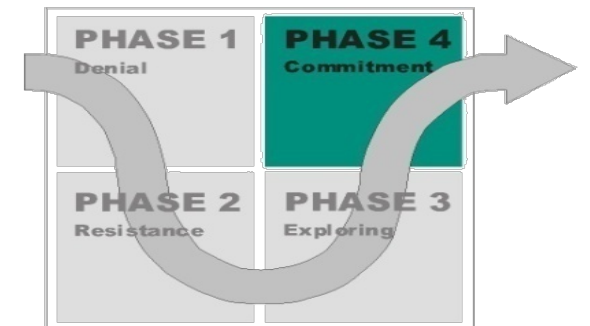 PHASE 1
Denial
PHASE 4
Commitment
PHASE 2
Resistance
PHASE 3
Exploring